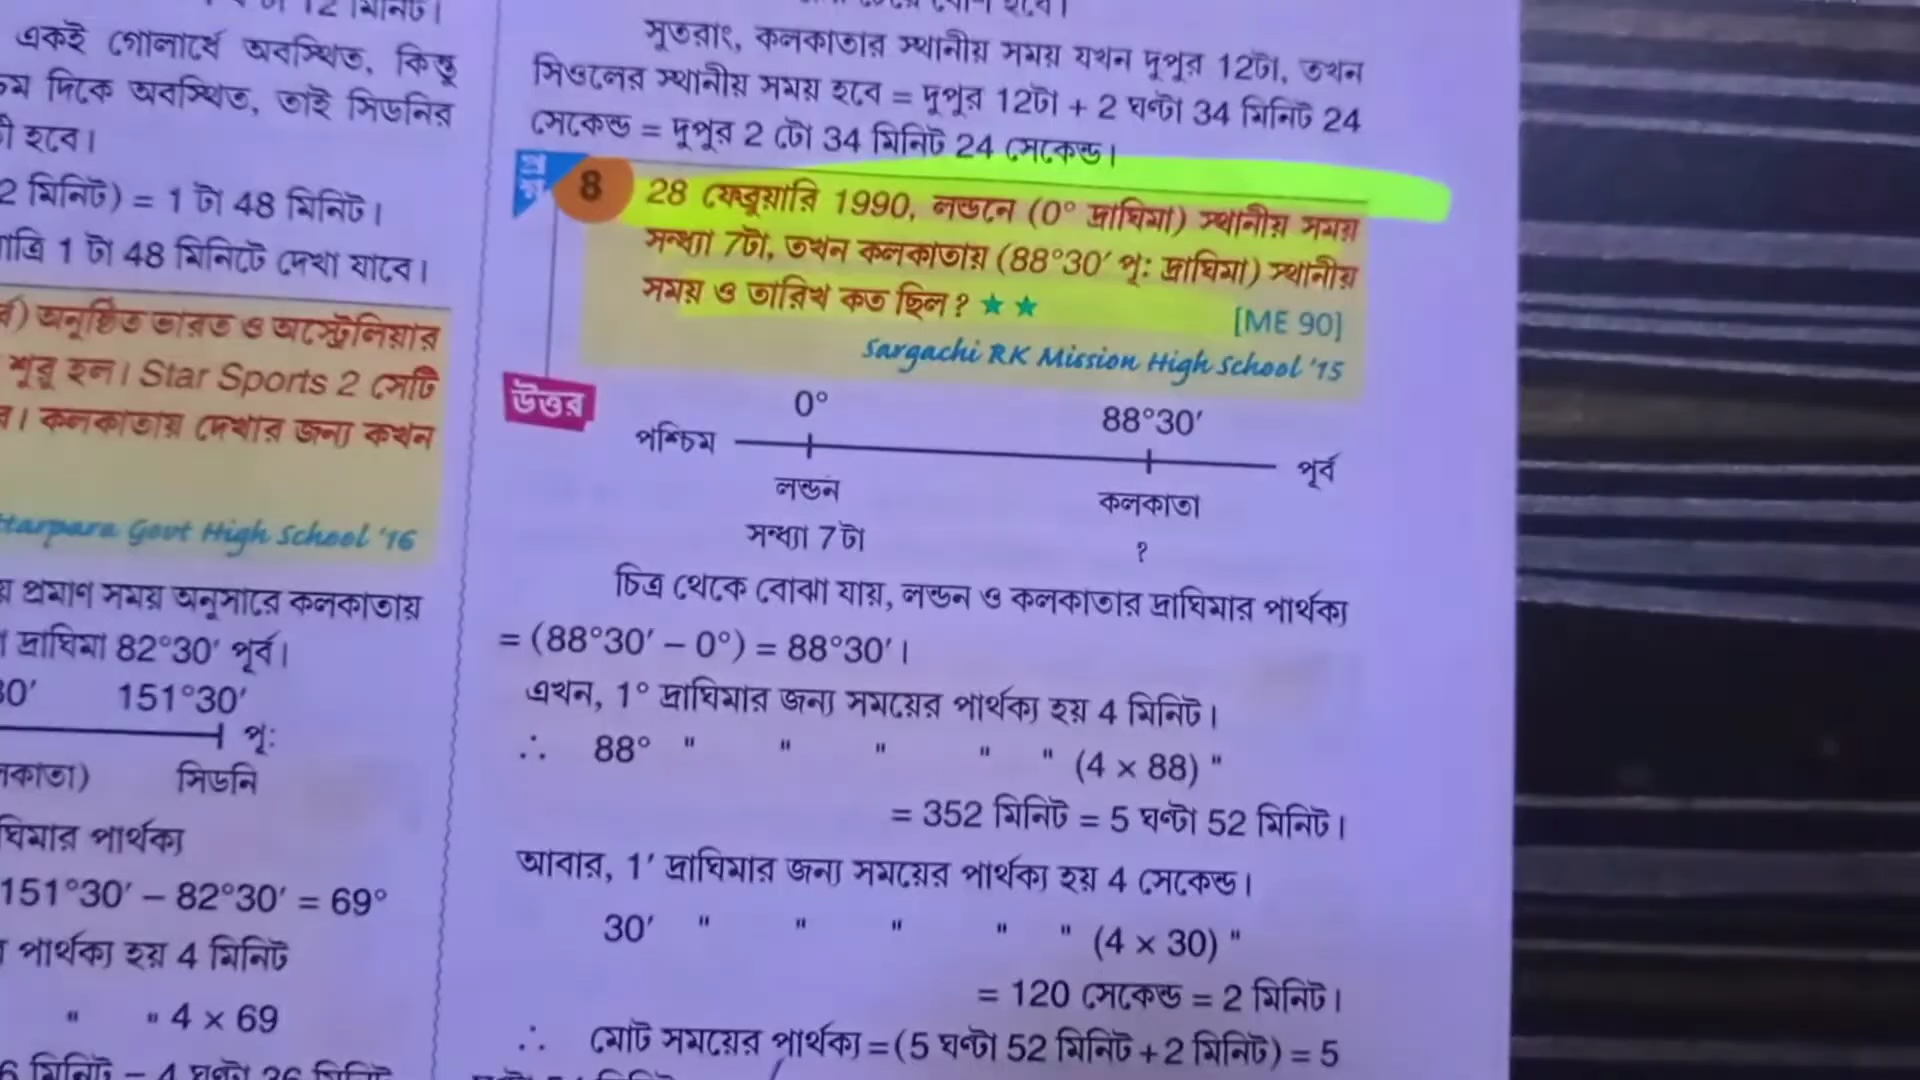 12 মিনিট।
একই গোলার্ধে অবস্থিত, কিন্তু
দিকে অবস্থিত, তাই সিডনির
হবে।
2 মিনিট) = 1 টা 48 মিনিট।
1 টা 48 মিনিটে দেখা যাবে।
অনুষ্ঠিত ভারত ও অস্ট্রেলিয়ার
শুরু হল। Star Sports 2 সেটি
কলকাতায় দেখার জন্য কখন
Govt High School '16
প্রমাণ সময় অনুসারে কলকাতায়
দ্রাঘিমা 82°30′ পূর্ব।
30′ 151°30′
পূ:
সিডনি
পার্থক্য
151°30′ – 82°30′ = 69°
পার্থক্য হয় 4 মিনিট
" " 4 × 69
সুতরাং, কলকাতার স্থানীয় সময় যখন দুপুর 12টা, তখন
সিওলের স্থানীয় সময় হবে = দুপুর 12টা + 2 ঘণ্টা 34 মিনিট 24
সেকেন্ড = দুপুর 2 টো 34 মিনিট 24 সেকেন্ড।
প্রশ্ন 8 28 ফেব্রুয়ারি 1990, লন্ডনে (0° দ্রাঘিমা) স্থানীয় সময়
সন্ধ্যা 7টা, তখন কলকাতায় (88°30′ পূ: দ্রাঘিমা) স্থানীয়
সময় ও তারিখ কত ছিল? ★ ★ [ME 90]
Sargachi RK Mission High School '15
উত্তর
0° 88°30′
পশ্চিম পূর্ব
লন্ডন কলকাতা
সন্ধ্যা 7টা ?
চিত্র থেকে বোঝা যায়, লন্ডন ও কলকাতার দ্রাঘিমার পার্থক্য
= (88°30′ – 0°) = 88°30′।
এখন, 1° দ্রাঘিমার জন্য সময়ের পার্থক্য হয় 4 মিনিট।
∴ 88° " " " " " (4 × 88) "
= 352 মিনিট = 5 ঘণ্টা 52 মিনিট।
আবার, 1′ দ্রাঘিমার জন্য সময়ের পার্থক্য হয় 4 সেকেন্ড।
30′ " " " " " (4 × 30) "
= 120 সেকেন্ড = 2 মিনিট।
∴ মোট সময়ের পার্থক্য = (5 ঘণ্টা 52 মিনিট + 2 মিনিট) = 5